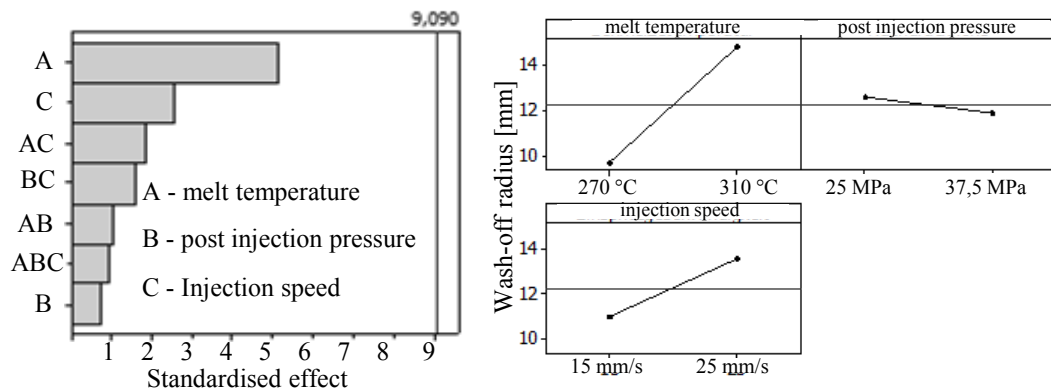 9,090
A
C
AC
BC
AB
ABC
B
A - melt temperature
B - post injection pressure
C - Injection speed
1 2 3 4 5 6 7 8 9
Standardised effect
Wash-off radius [mm]
melt temperature post injection pressure
14
12
10
270 °C 310 °C 25 MPa 37,5 MPa
injection speed
14
12
10
15 mm/s 25 mm/s